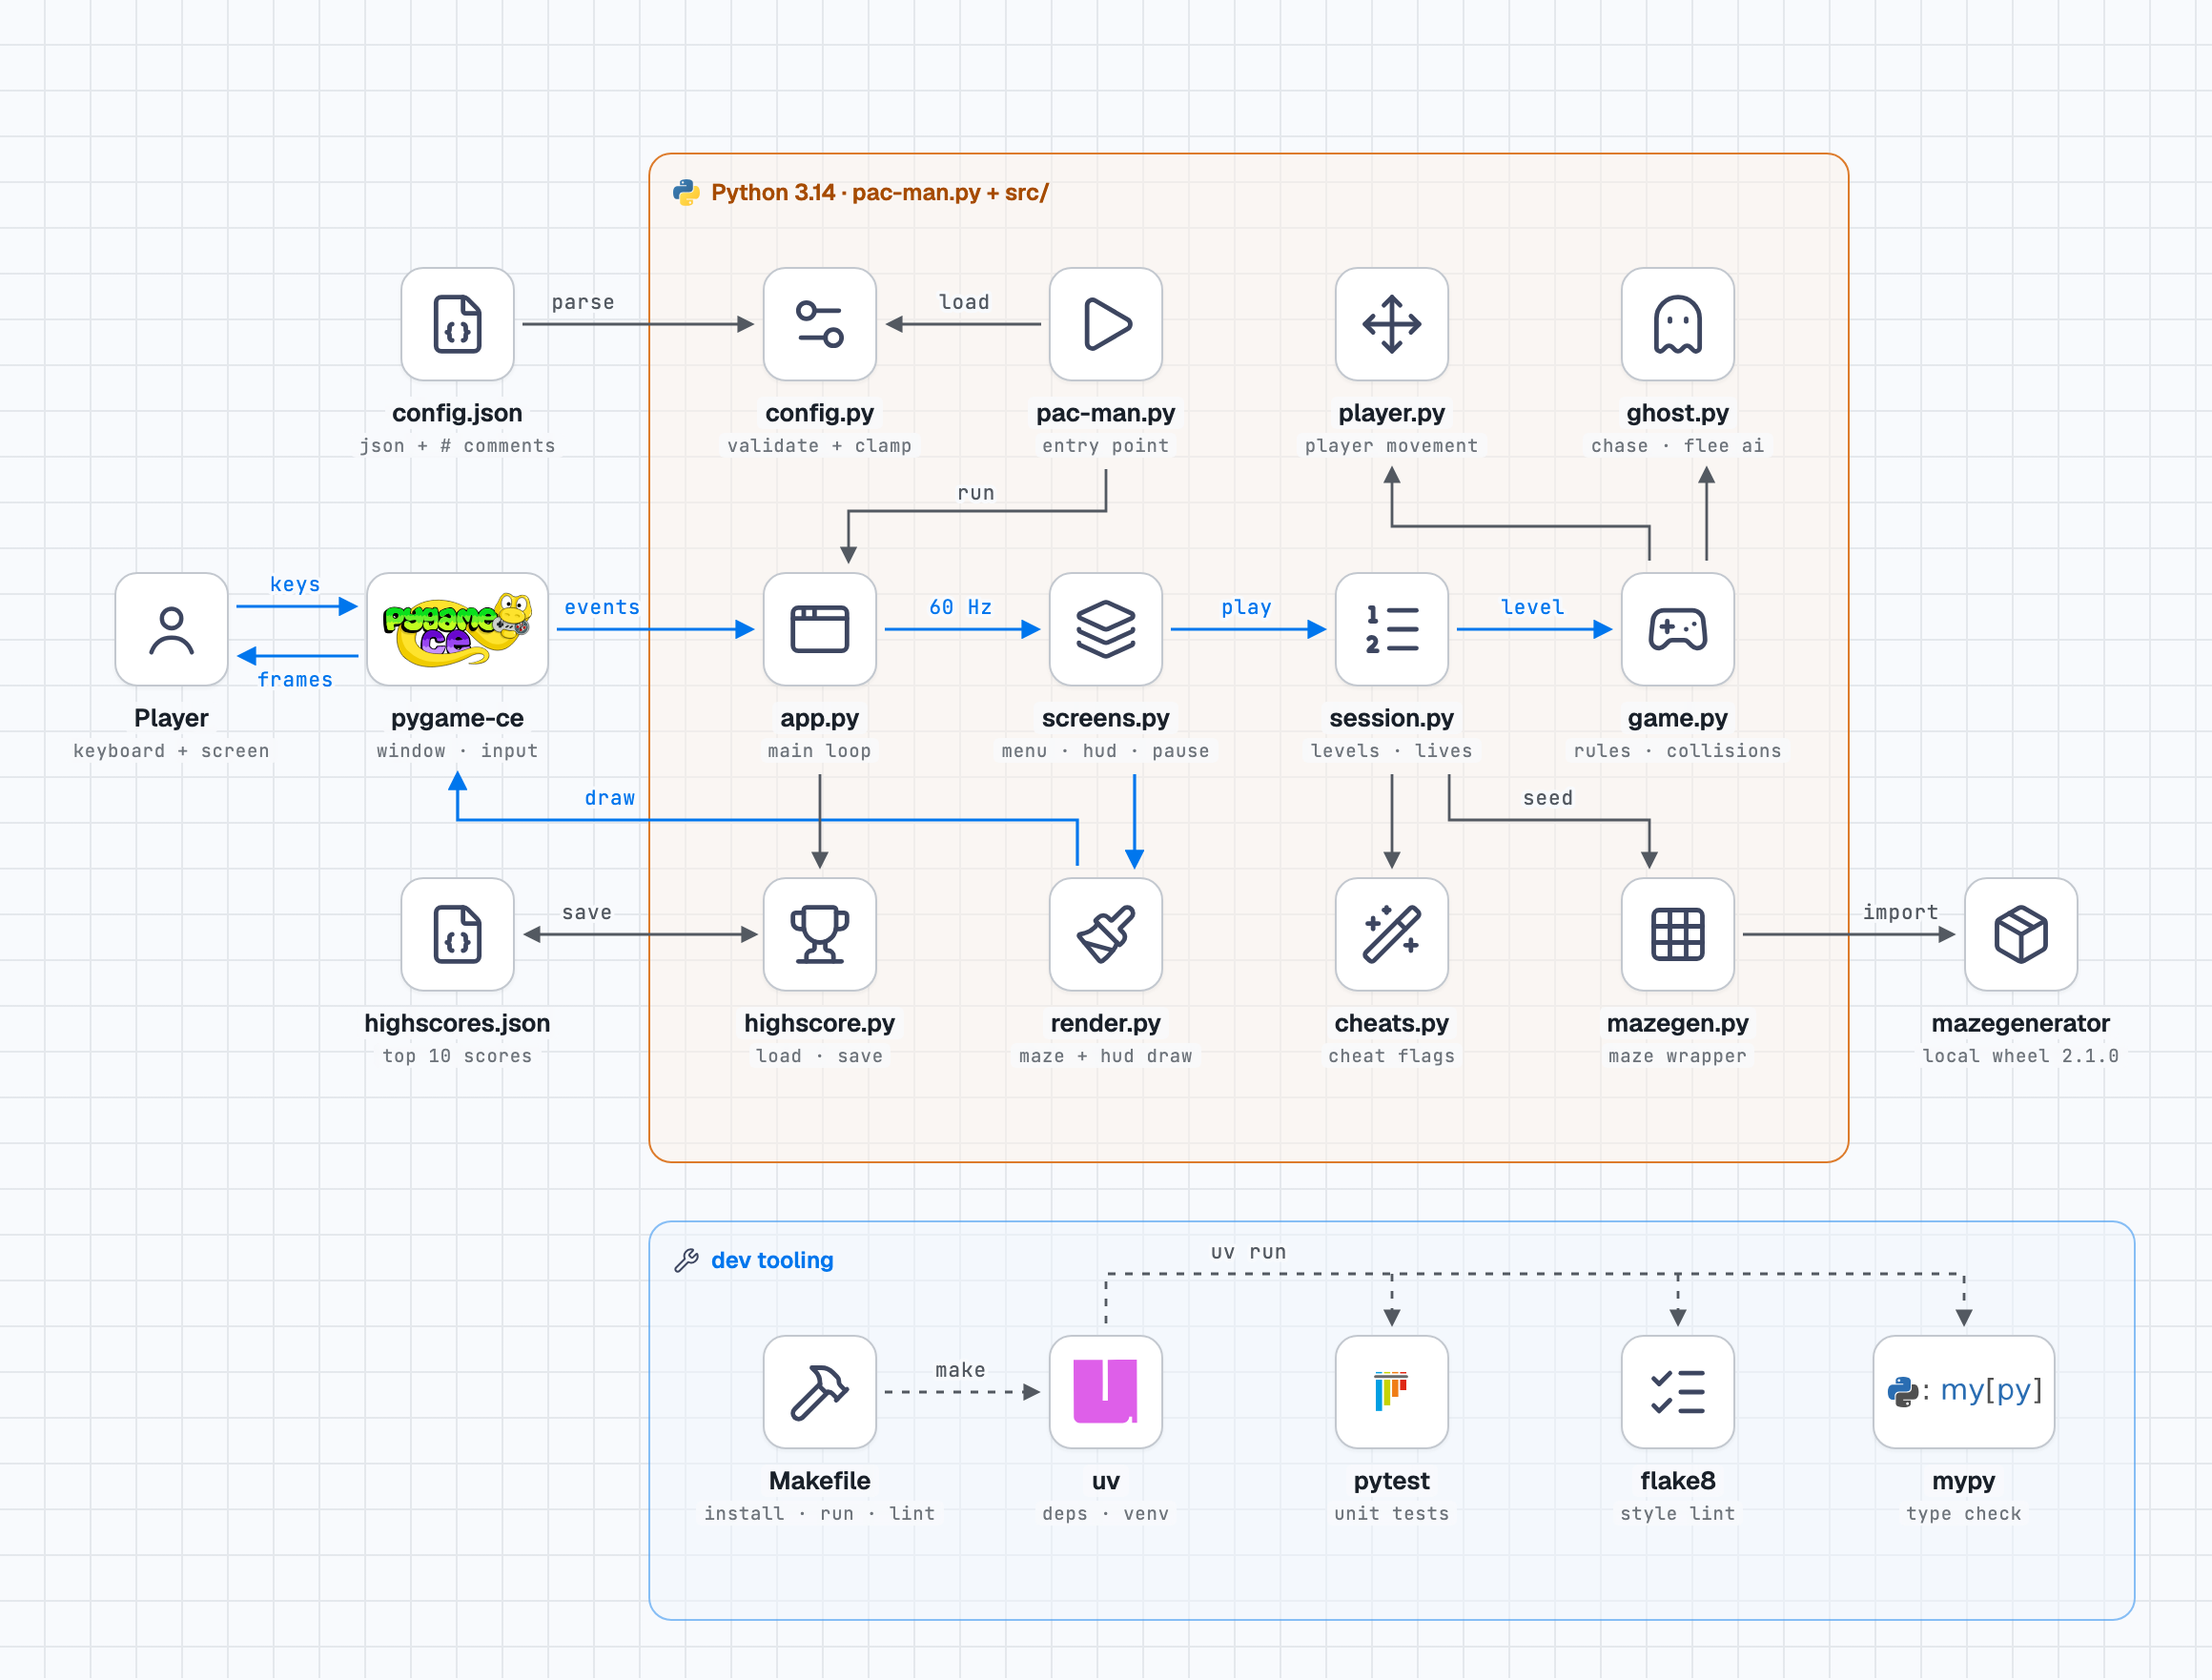 Python 3.14 · pac-man.py + src/
parse
load
config.json
config.py
pac-man.py
player.py
ghost.py
json + # comments
validate + clamp
entry point
player movement
chase · flee ai
run
keys
events
60 Hz
play
level
pygame
ce
frames
Player
pygame-ce
app.py
screens.py
session.py
game.py
keyboard + screen
window · input
main loop
menu · hud · pause
levels · lives
rules · collisions
draw
seed
save
import
highscores.json
highscore.py
render.py
cheats.py
mazegen.py
mazegenerator
top 10 scores
load · save
maze + hud draw
cheat flags
maze wrapper
local wheel 2.1.0
dev tooling
uv run
make
: my[py]
Makefile
uv
pytest
flake8
mypy
install · run · lint
deps · venv
unit tests
style lint
type check